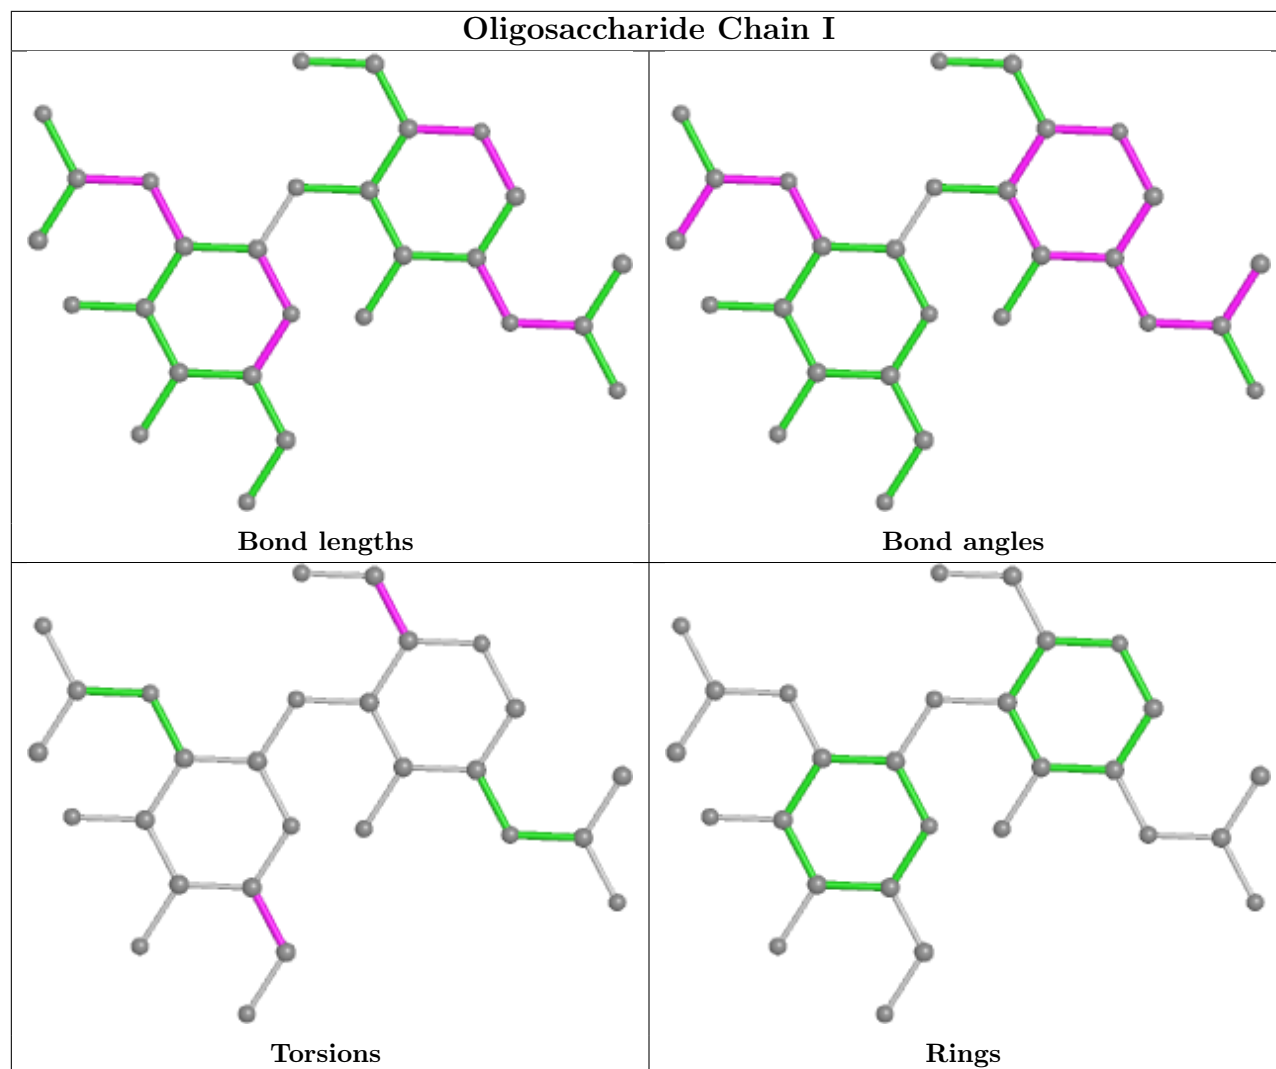 Oligosaccharide Chain I
Bond lengths
Bond angles
Torsions
Rings